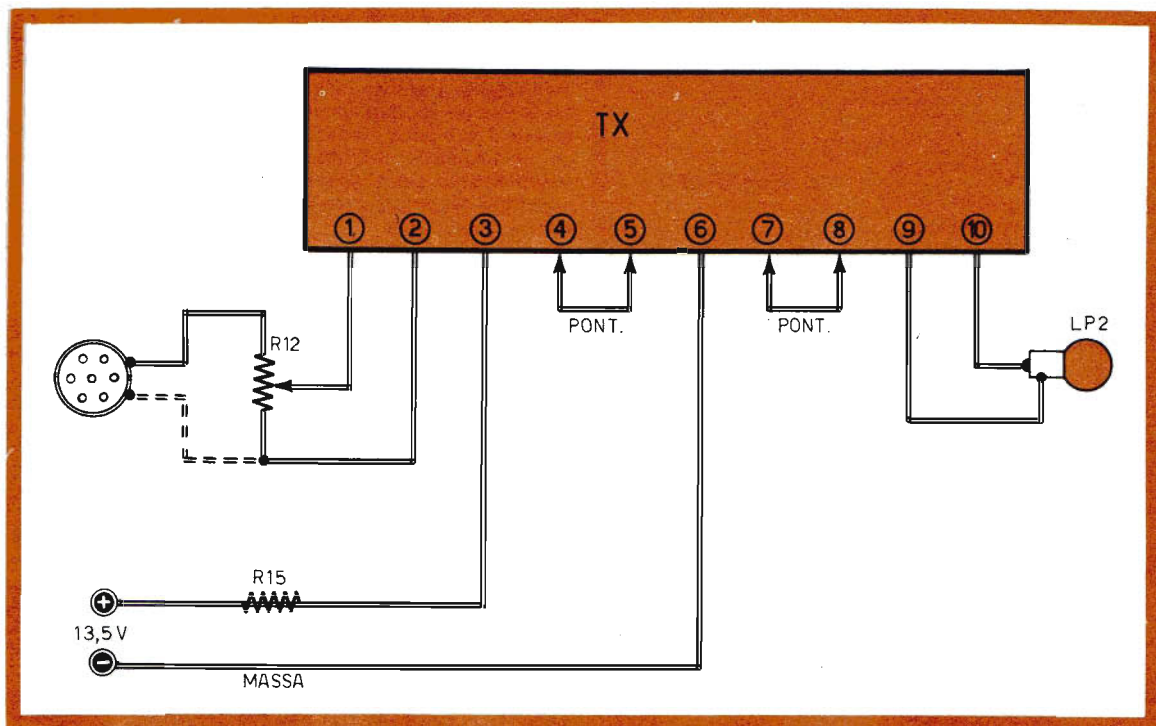 TX
1 2 3 4 5 6 7 8 9 10
PONT. PONT.
LP2
R12
R15
+
13,5 V
-
MASSA